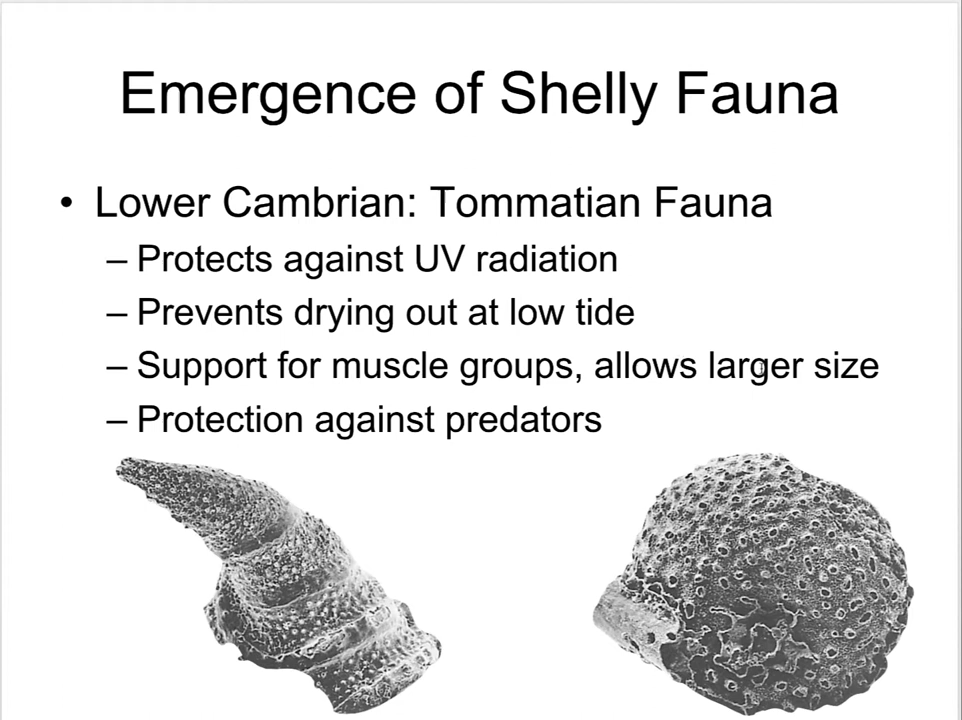 Emergence of Shelly Fauna
• Lower Cambrian: Tommatian Fauna
– Protects against UV radiation
– Prevents drying out at low tide
– Support for muscle groups, allows larger size
– Protection against predators